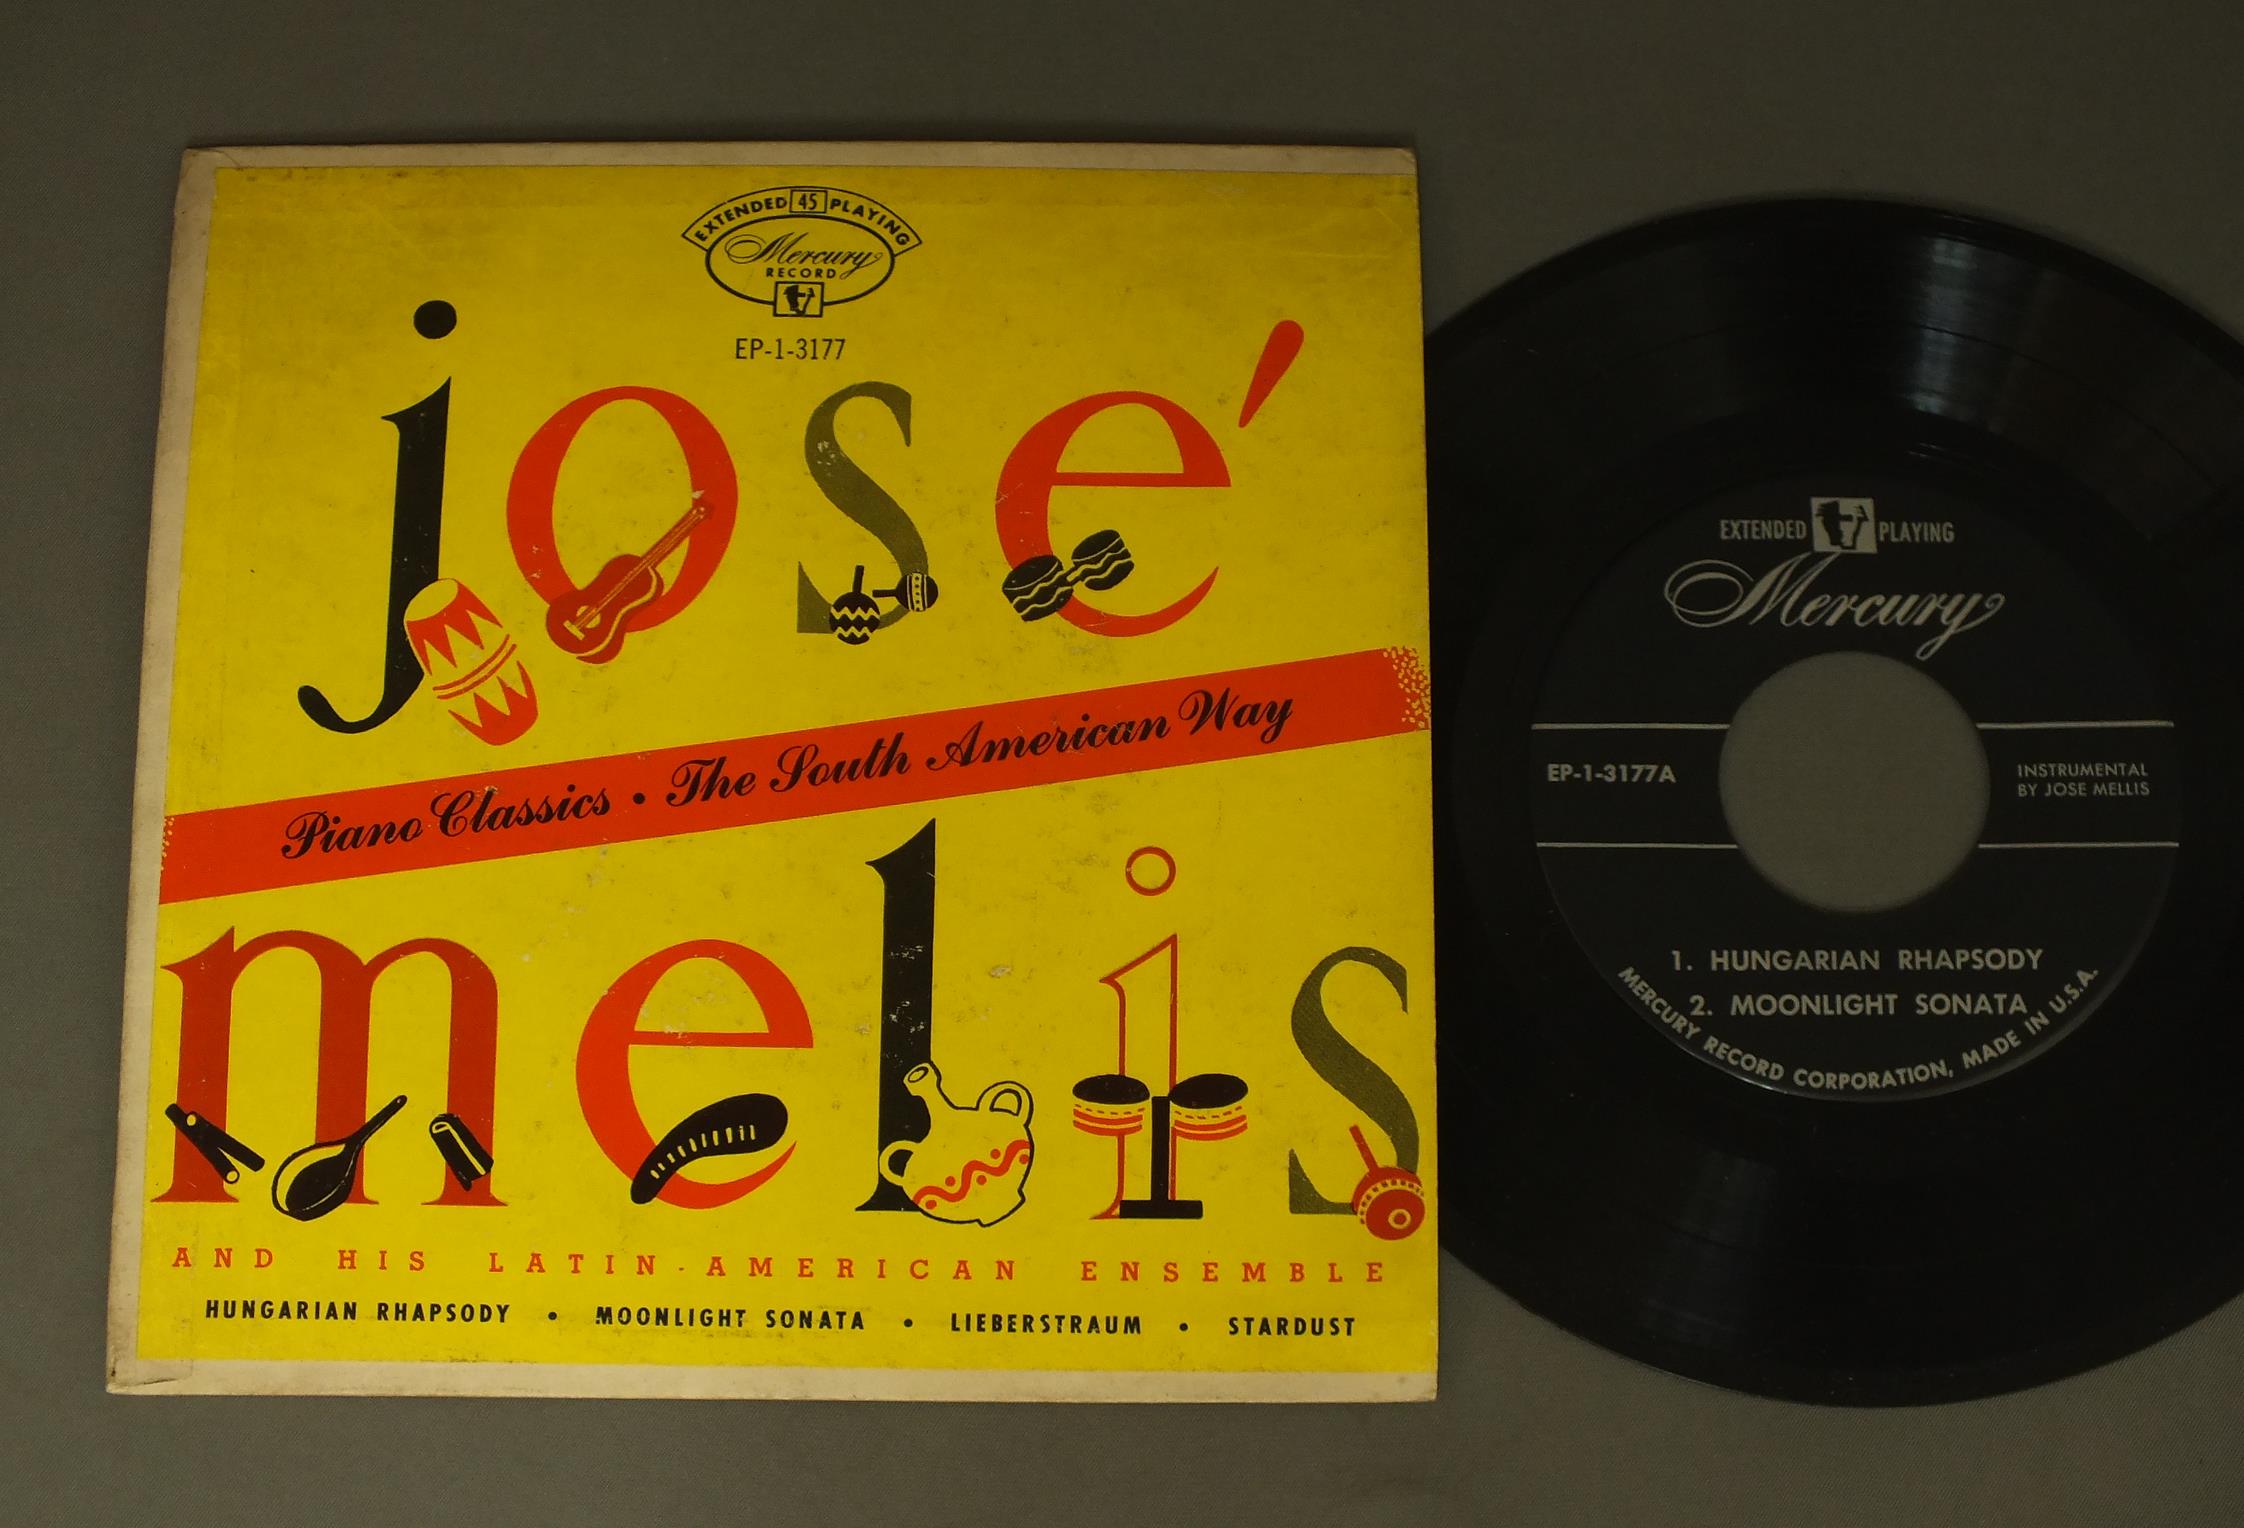 EXTENDED 45 PLAYING
Mercury
RECORD
EP-1-3177
josé
Piano Classics • The South American Way
melis
AND HIS LATIN-AMERICAN ENSEMBLE
HUNGARIAN RHAPSODY • MOONLIGHT SONATA • LIEBERSTRAUM • STARDUST
EXTENDED PLAYING
Mercury
EP-1-3177A
INSTRUMENTAL
BY JOSE MELLIS
1. HUNGARIAN RHAPSODY
2. MOONLIGHT SONATA
MERCURY RECORD CORPORATION, MADE IN U.S.A.